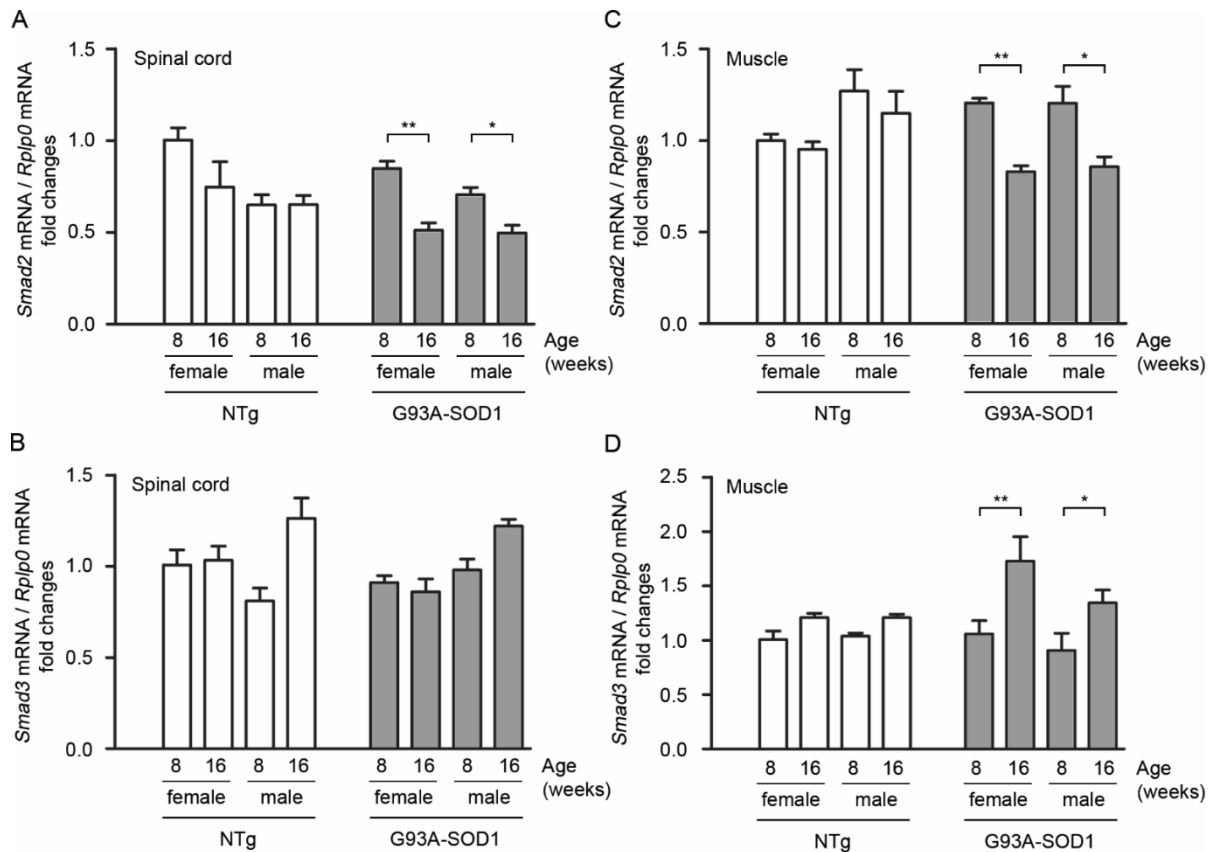 A
Smad2 mRNA / Rplp0 mRNA
fold changes
Spinal cord
1.5
1.0
0.5
0.0
** *
8 16 8 16 8 16 8 16 Age
(weeks)
female male female male
NTg G93A-SOD1
B
Smad3 mRNA / Rplp0 mRNA
fold changes
Spinal cord
1.5
1.0
0.5
0.0
8 16 8 16 8 16 8 16 Age
(weeks)
female male female male
NTg G93A-SOD1
C
Smad2 mRNA / Rplp0 mRNA
fold changes
Muscle
1.5
1.0
0.5
0.0
** *
8 16 8 16 8 16 8 16 Age
(weeks)
female male female male
NTg G93A-SOD1
D
Smad3 mRNA / Rplp0 mRNA
fold changes
Muscle
2.5
2.0
1.5
1.0
0.5
0.0
** *
8 16 8 16 8 16 8 16 Age
(weeks)
female male female male
NTg G93A-SOD1